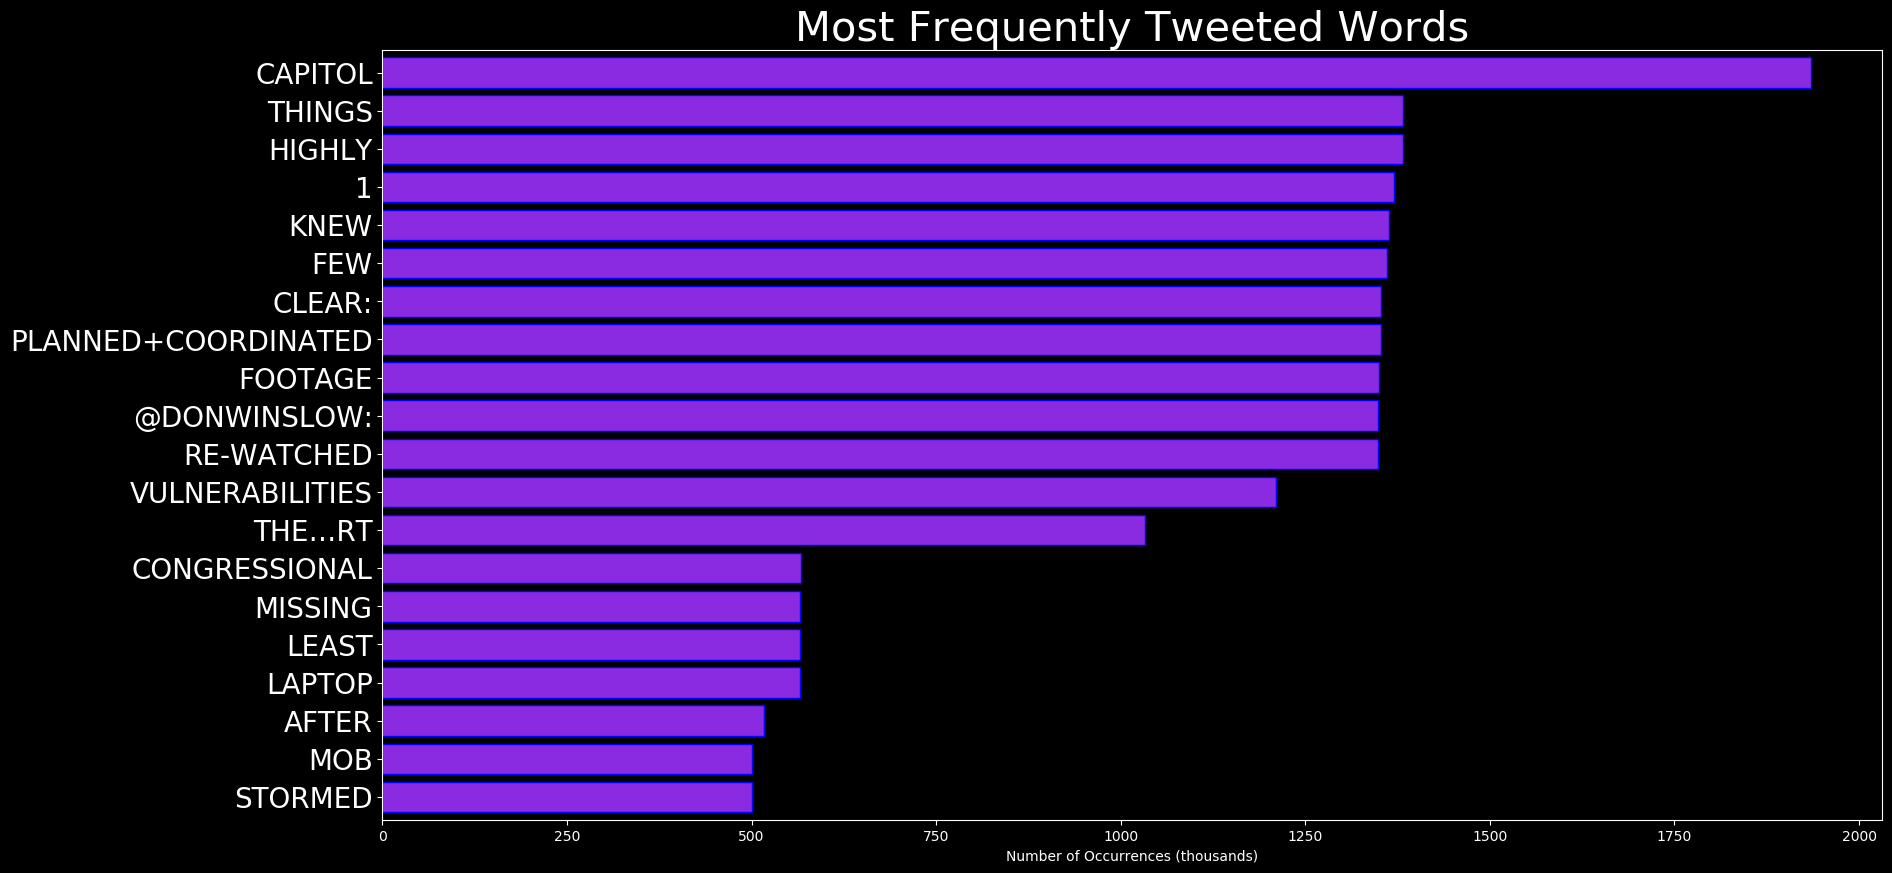 Most Frequently Tweeted Words
CAPITOL
THINGS
HIGHLY
1
KNEW
FEW
CLEAR:
PLANNED+COORDINATED
FOOTAGE
@DONWINSLOW:
RE-WATCHED
VULNERABILITIES
THE...RT
CONGRESSIONAL
MISSING
LEAST
LAPTOP
AFTER
MOB
STORMED
0 250 500 750 1000 1250 1500 1750 2000
Number of Occurrences (thousands)